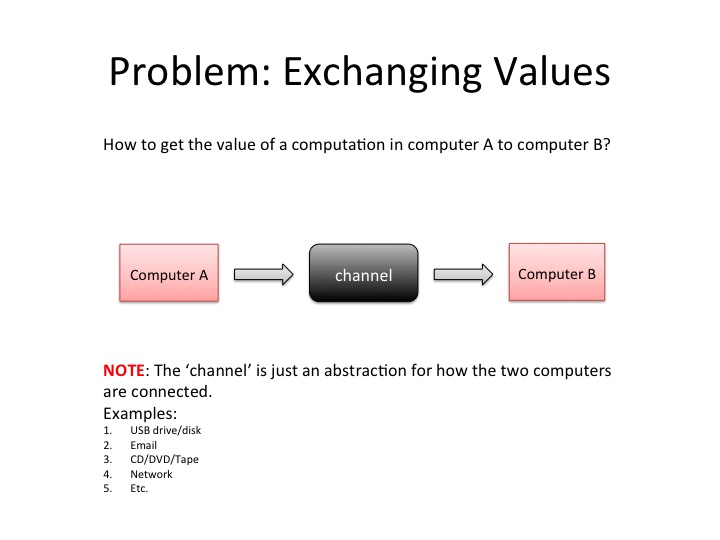 Problem: Exchanging Values
How to get the value of a computation in computer A to computer B?
Computer A
channel
Computer B
NOTE: The ‘channel’ is just an abstraction for how the two computers
are connected.
Examples:
1. USB drive/disk
2. Email
3. CD/DVD/Tape
4. Network
5. Etc.